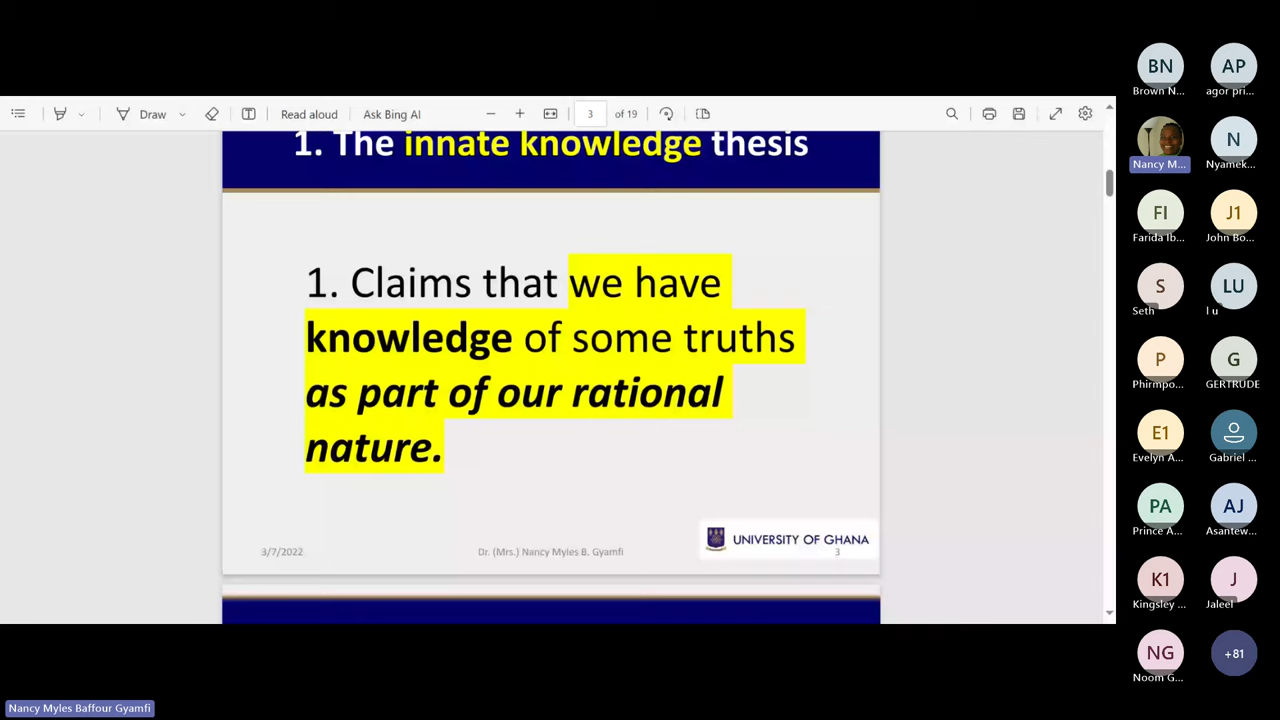 BN
AP
Brown N...
agor pri...
Draw
Read aloud
Ask Bing AI
3
of 19
1. The innate knowledge thesis
N
Nancy M...
Nyamek...
1. Claims that we have
knowledge of some truths
as part of our rational
nature.
FI
J1
Farida Ib...
John Bo...
S
LU
Seth
l u
P
G
Phirmpo...
GERTRUDE
E1
Evelyn A...
Gabriel ...
PA
AJ
Prince A...
Asantew...
3/7/2022
Dr. (Mrs.) Nancy Myles B. Gyamfi
UNIVERSITY OF GHANA
3
K1
J
Kingsley ...
Jaleel
NG
+81
Noom G...
Nancy Myles Baffour Gyamfi